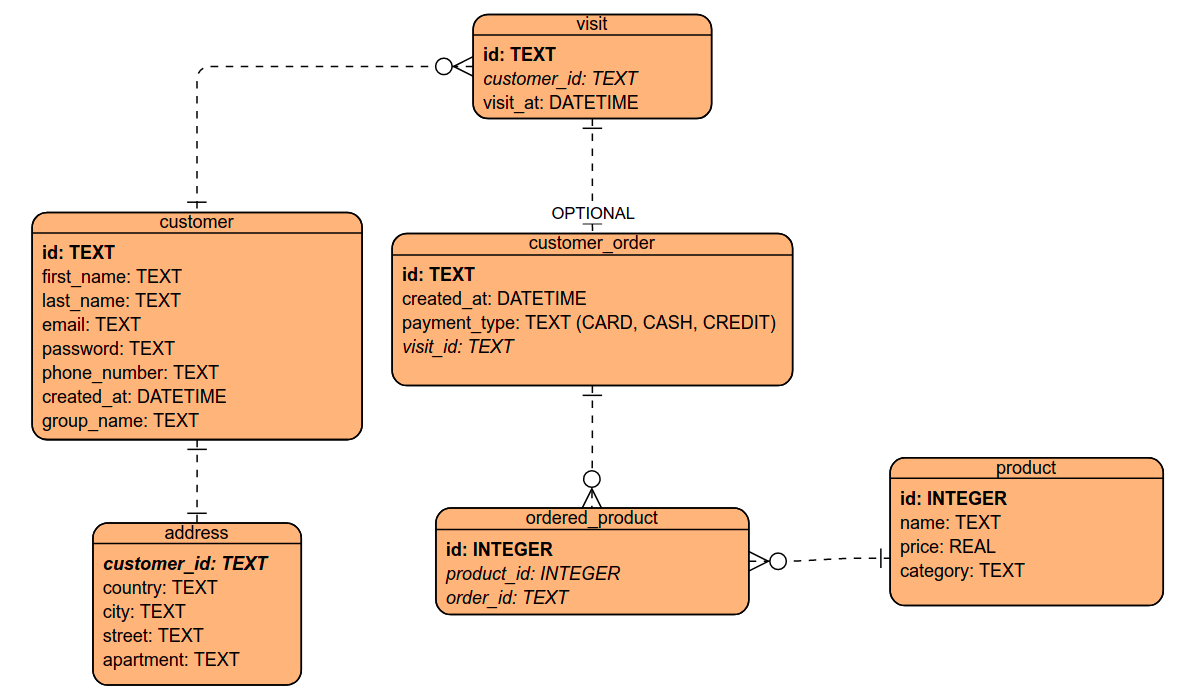 visit
id: TEXT
customer_id: TEXT
visit_at: DATETIME
OPTIONAL
customer
id: TEXT
first_name: TEXT
last_name: TEXT
email: TEXT
password: TEXT
phone_number: TEXT
created_at: DATETIME
group_name: TEXT
customer_order
id: TEXT
created_at: DATETIME
payment_type: TEXT (CARD, CASH, CREDIT)
visit_id: TEXT
address
customer_id: TEXT
country: TEXT
city: TEXT
street: TEXT
apartment: TEXT
ordered_product
id: INTEGER
product_id: INTEGER
order_id: TEXT
product
id: INTEGER
name: TEXT
price: REAL
category: TEXT